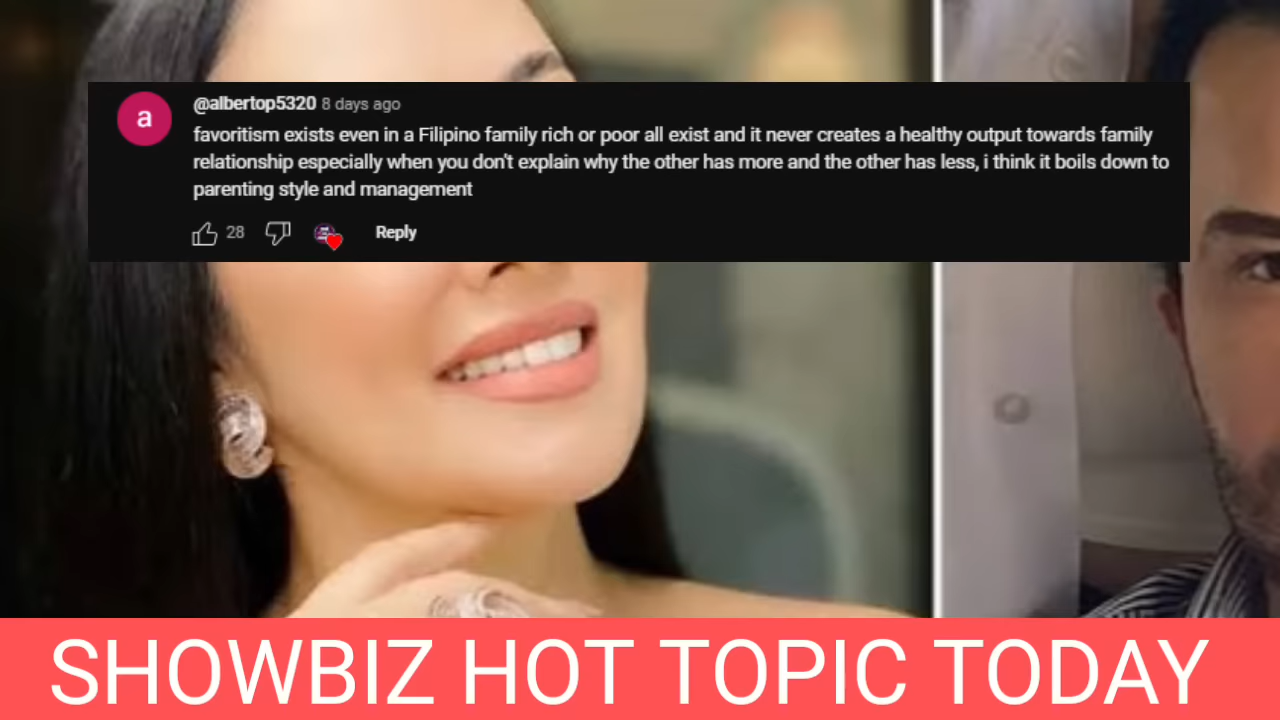 a
@albertop5320 8 days ago
favoritism exists even in a Filipino family rich or poor all exist and it never creates a healthy output towards family
relationship especially when you don't explain why the other has more and the other has less, i think it boils down to
parenting style and management
28
Reply
SHOWBIZ HOT TOPIC TODAY